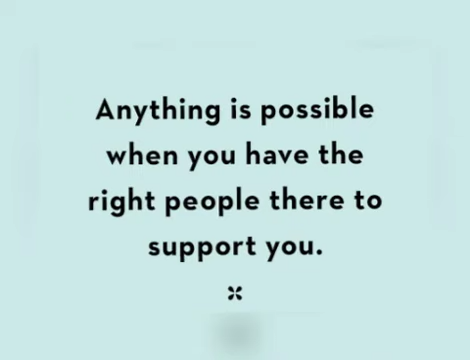 Anything is possible
when you have the
right people there to
support you.